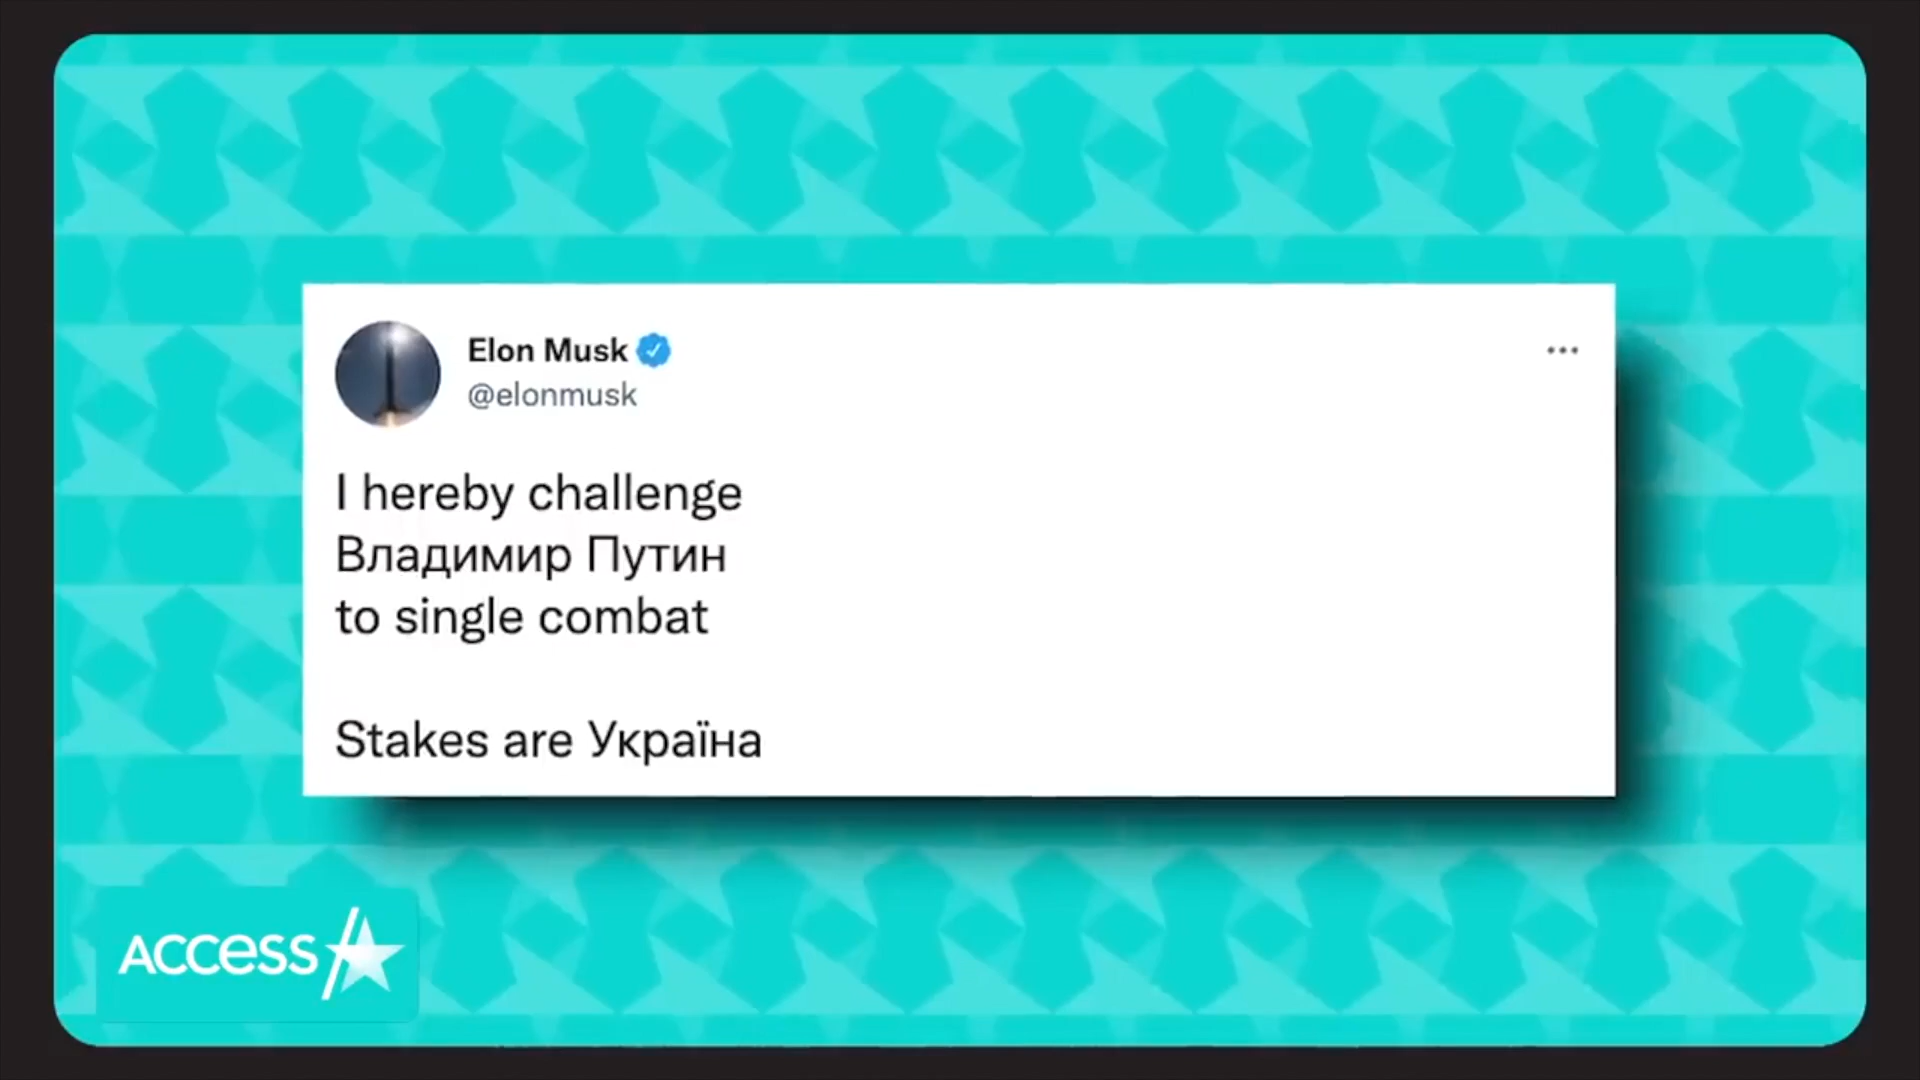 Elon Musk
@elonmusk
I hereby challenge
Владимир Путин
to single combat
Stakes are Україна
access